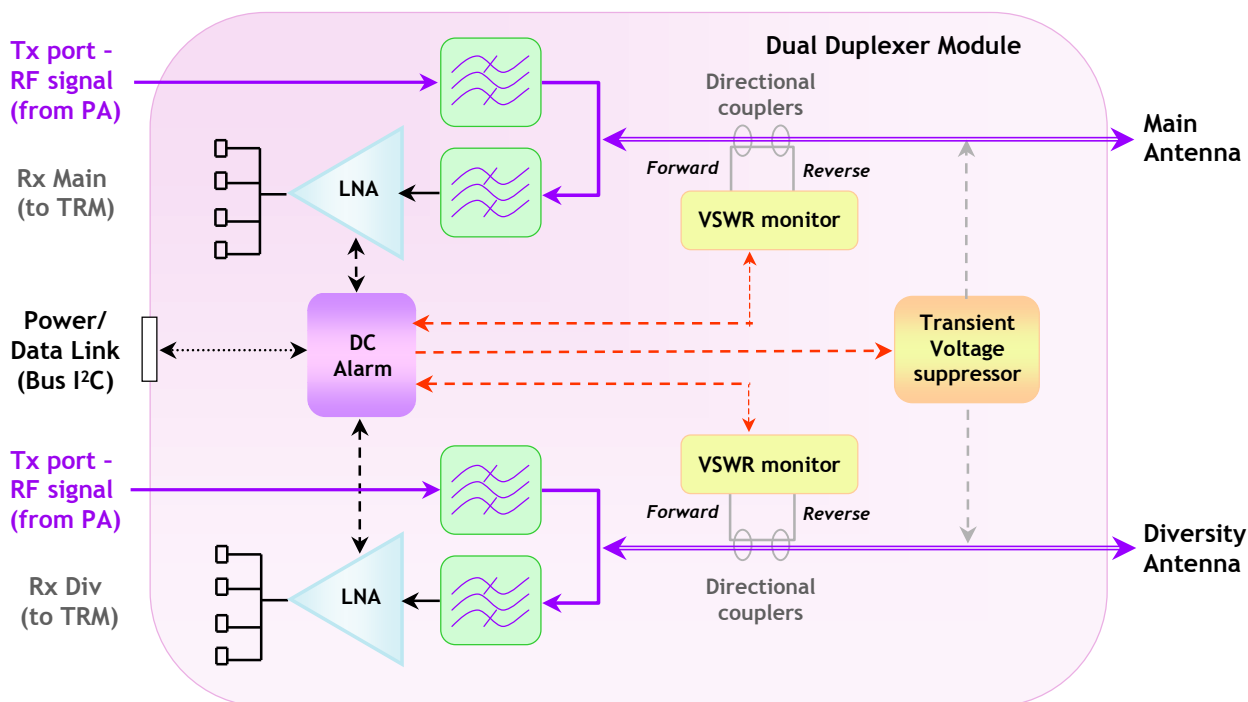 Dual Duplexer Module
Tx port –
RF signal
(from PA)
Directional
couplers
Main
Antenna
Forward
Reverse
Rx Main
(to TRM)
LNA
VSWR monitor
Power/
Data Link
(Bus I²C)
DC
Alarm
Transient
Voltage
suppressor
Tx port –
RF signal
(from PA)
VSWR monitor
Forward
Reverse
Diversity
Antenna
Rx Div
(to TRM)
LNA
Directional
couplers